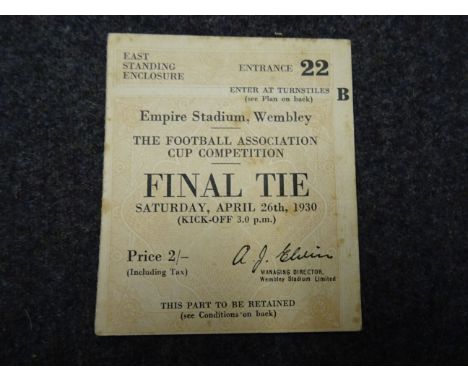 EAST
STANDING
ENCLOSURE
ENTRANCE 22
ENTER AT TURNSTILES
(see Plan on back) B
Empire Stadium, Wembley
THE FOOTBALL ASSOCIATION
CUP COMPETITION
FINAL TIE
SATURDAY, APRIL 26th, 1930
(KICK-OFF 3.0 p.m.)
Price 2/-
(Including Tax)
A. J. Elvin
MANAGING DIRECTOR,
Wembley Stadium Limited
THIS PART TO BE RETAINED
(see Conditions on back)